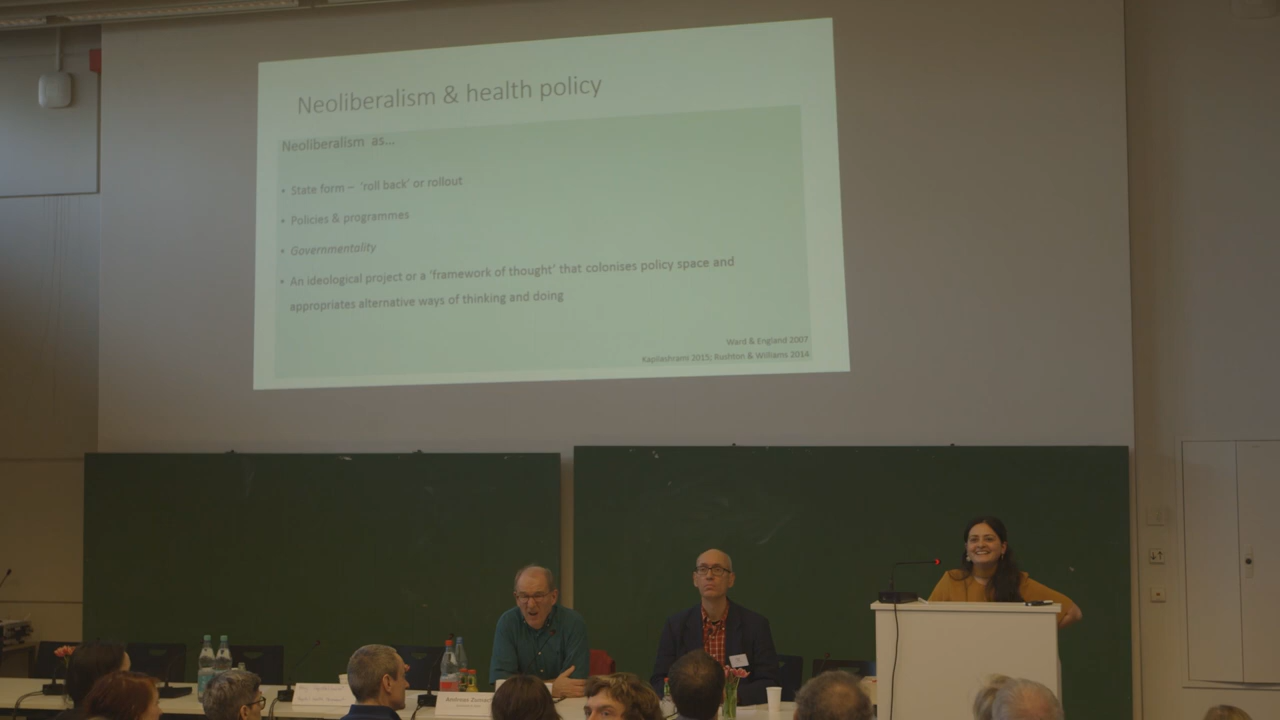 Neoliberalism & health policy
Neoliberalism as...
• State form – 'roll back' or rollout
• Policies & programmes
• Governmentality
• An ideological project or a 'framework of thought' that colonises policy space and
appropriates alternative ways of thinking and doing
Ward & England 2007
Kapilashrami 2015; Rushton & Williams 2014
Andreas